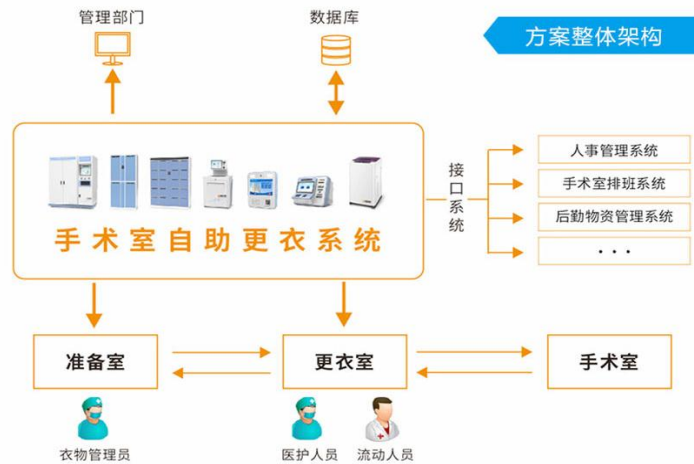 管理部门
数据库
方案整体架构
手术室自助更衣系统
接口系统
人事管理系统
手术室排班系统
后勤物资管理系统
···
准备室
更衣室
手术室
衣物管理员
医护人员
流动人员